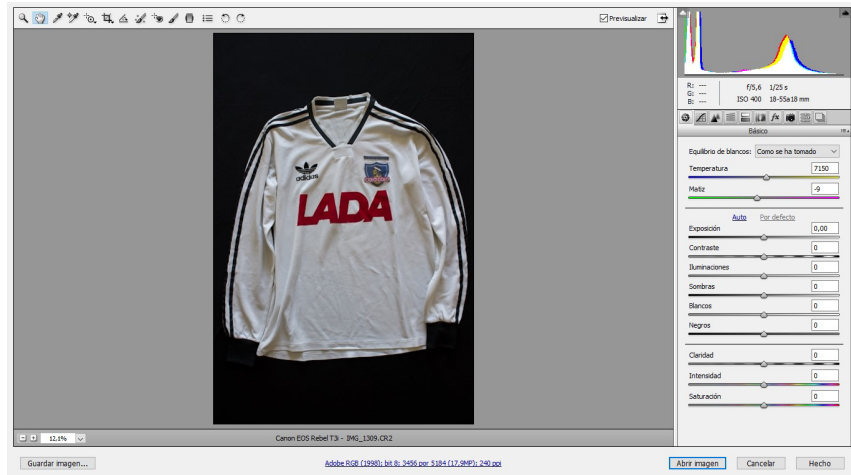 Previsualizar
R: ---
G: ---
B: ---
f/5,6 1/25 s
ISO 400 18-55a18 mm
fx
Básico
Equilibrio de blancos: Como se ha tomado
Temperatura 7150
Matiz -9
Auto Por defecto
Exposición 0,00
Contraste 0
Iluminaciones 0
Sombras 0
Blancos 0
Negros 0
Claridad 0
Intensidad 0
Saturación 0
adidas
LADA
12,1%
Canon EOS Rebel T3i - IMG_1309.CR2
Guardar imagen...
Adobe RGB (1998); bit 8; 3456 por 5184 (17,9MP); 240 ppi
Abrir imagen Cancelar Hecho